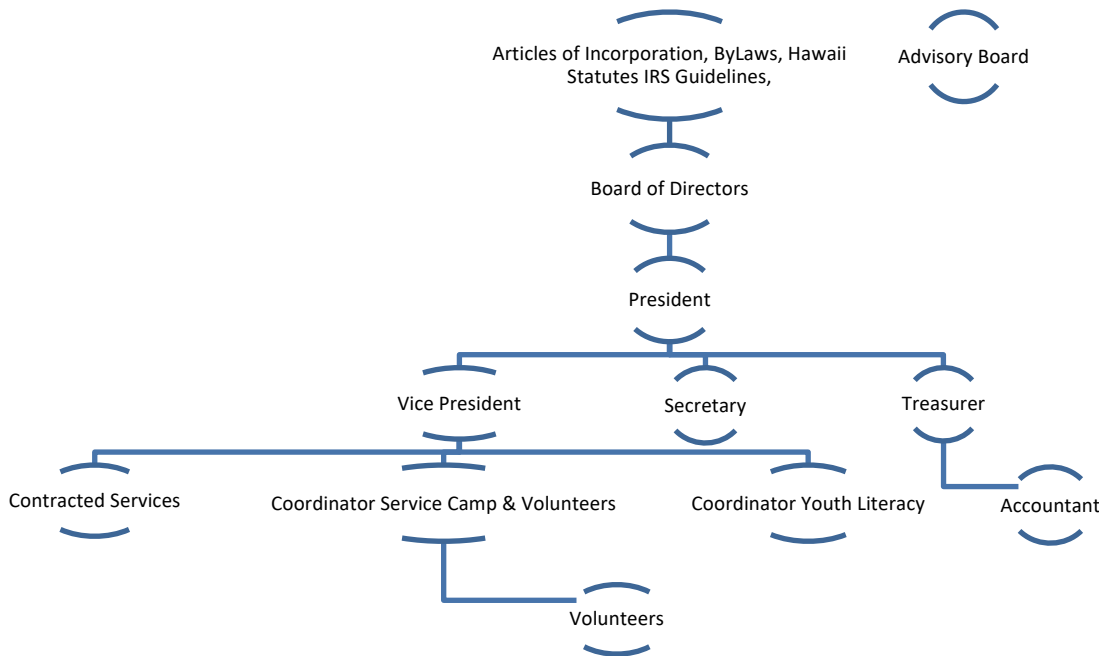 Articles of Incorporation, ByLaws, Hawaii
Statutes IRS Guidelines,
Advisory Board
Board of Directors
President
Vice President
Secretary
Treasurer
Contracted Services
Coordinator Service Camp & Volunteers
Coordinator Youth Literacy
Accountant
Volunteers